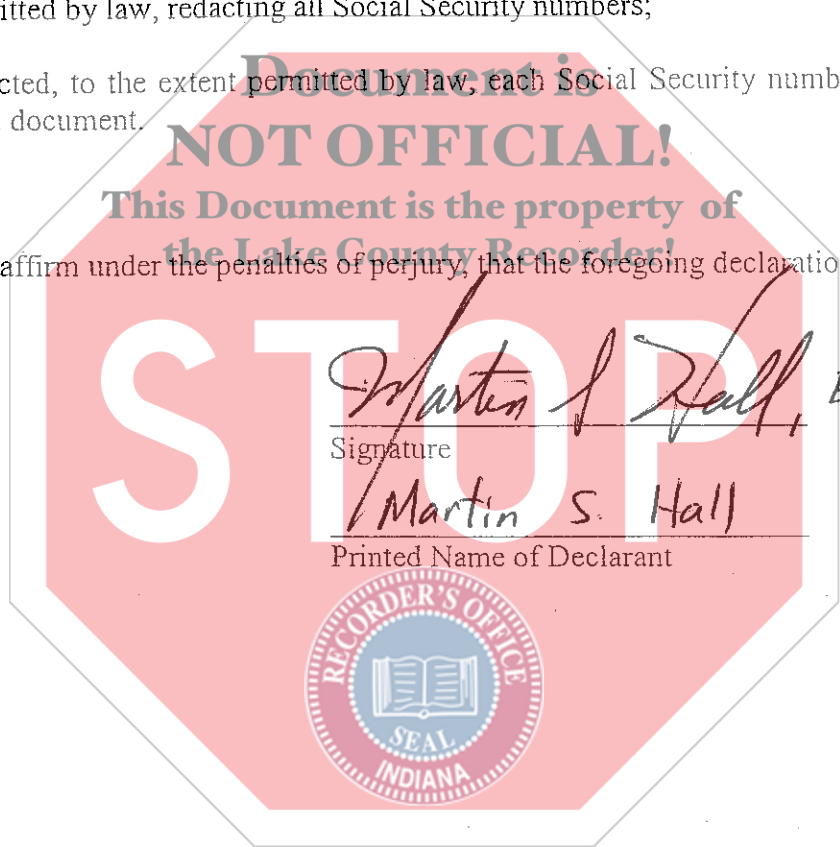 itted by law, redacting all Social Security numbers;
cted, to the extent permitted by law, each Social Security numb
document.
Document is
NOT OFFICIAL!
This Document is the property of
the Lake County Recorder!
affirm under the penalties of perjury, that the foregoing declaratio
STOP
Martin S Hall,
Signature
Martin S. Hall
Printed Name of Declarant
RECORDER'S OFFICE
SEAL
INDIANA